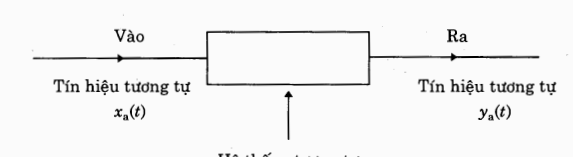 Vào
Ra
Tín hiệu tương tự
Tín hiệu tương tự
xₐ(t)
yₐ(t)